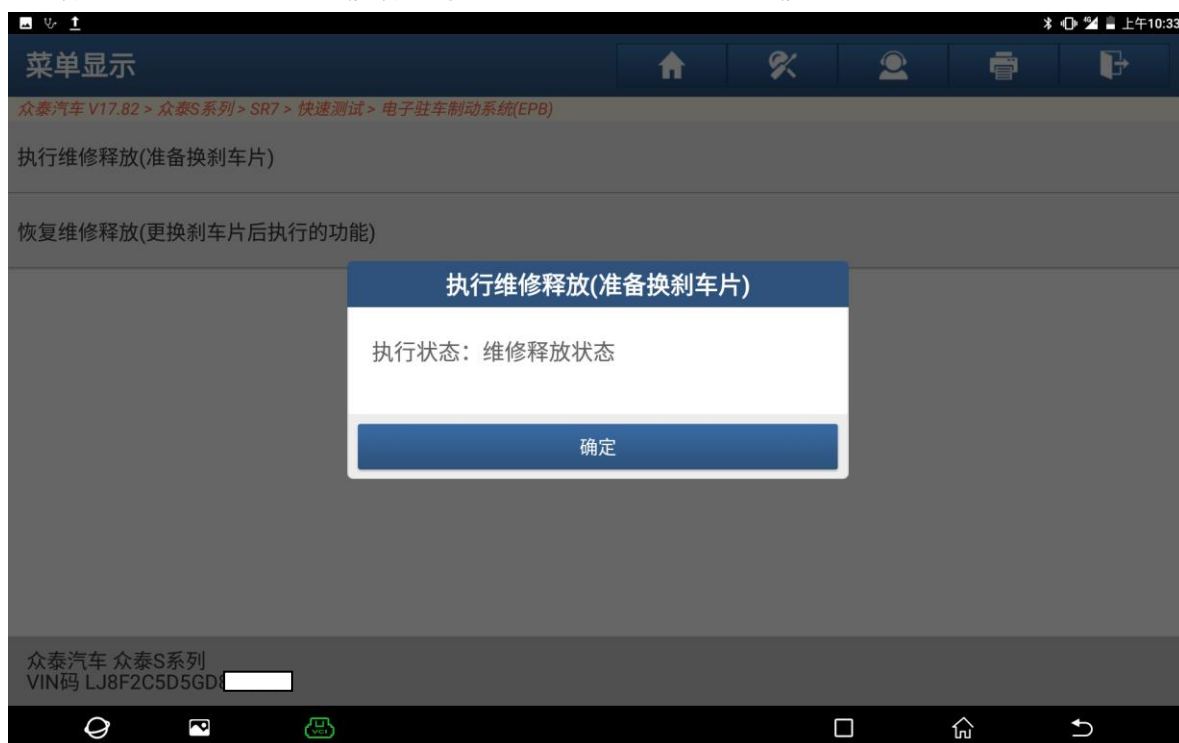 上午10:33
菜单显示
众泰汽车 V17.82 > 众泰S系列 > SR7 > 快速测试 > 电子驻车制动系统(EPB)
执行维修释放(准备换刹车片)
恢复维修释放(更换刹车片后执行的功能)
执行维修释放(准备换刹车片)
执行状态：维修释放状态
确定
众泰汽车 众泰S系列
VIN码 LJ8F2C5D5GD
VCI